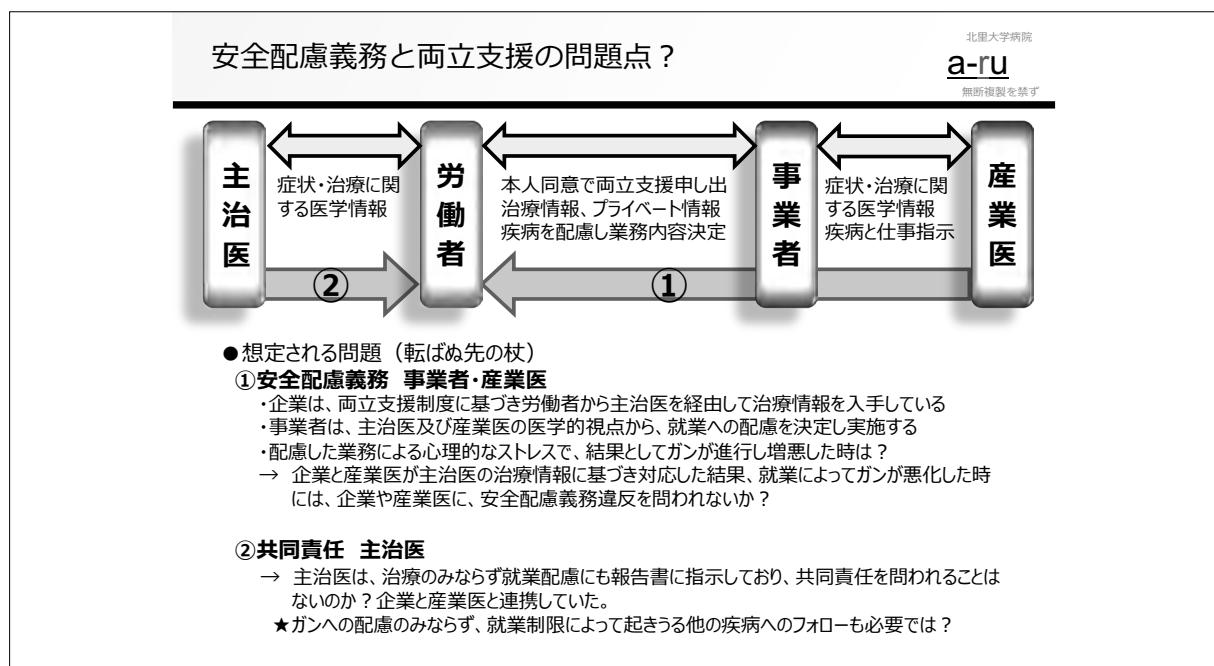 安全配慮義務と両立支援の問題点？
北里大学病院
a-ru
無断複製を禁ず
主治医
労働者
事業者
産業医
症状・治療に関
する医学情報
本人同意で両立支援申し出
治療情報、プライベート情報
疾病を配慮し業務内容決定
症状・治療に関
する医学情報
疾病と仕事指示
②
①
●想定される問題（転ばぬ先の杖）
①安全配慮義務 事業者・産業医
・企業は、両立支援制度に基づき労働者から主治医を経由して治療情報を入手している
・事業者は、主治医及び産業医の医学的視点から、就業への配慮を決定し実施する
・配慮した業務による心理的なストレスで、結果としてガンが進行し増悪した時は？
→ 企業と産業医が主治医の治療情報に基づき対応した結果、就業によってガンが悪化した時
には、企業や産業医に、安全配慮義務違反を問われないか？
②共同責任 主治医
→ 主治医は、治療のみならず就業配慮にも報告書に指示しており、共同責任を問われることは
ないのか？企業と産業医と連携していた。
★ガンへの配慮のみならず、就業制限によって起きうる他の疾病へのフォローも必要では？